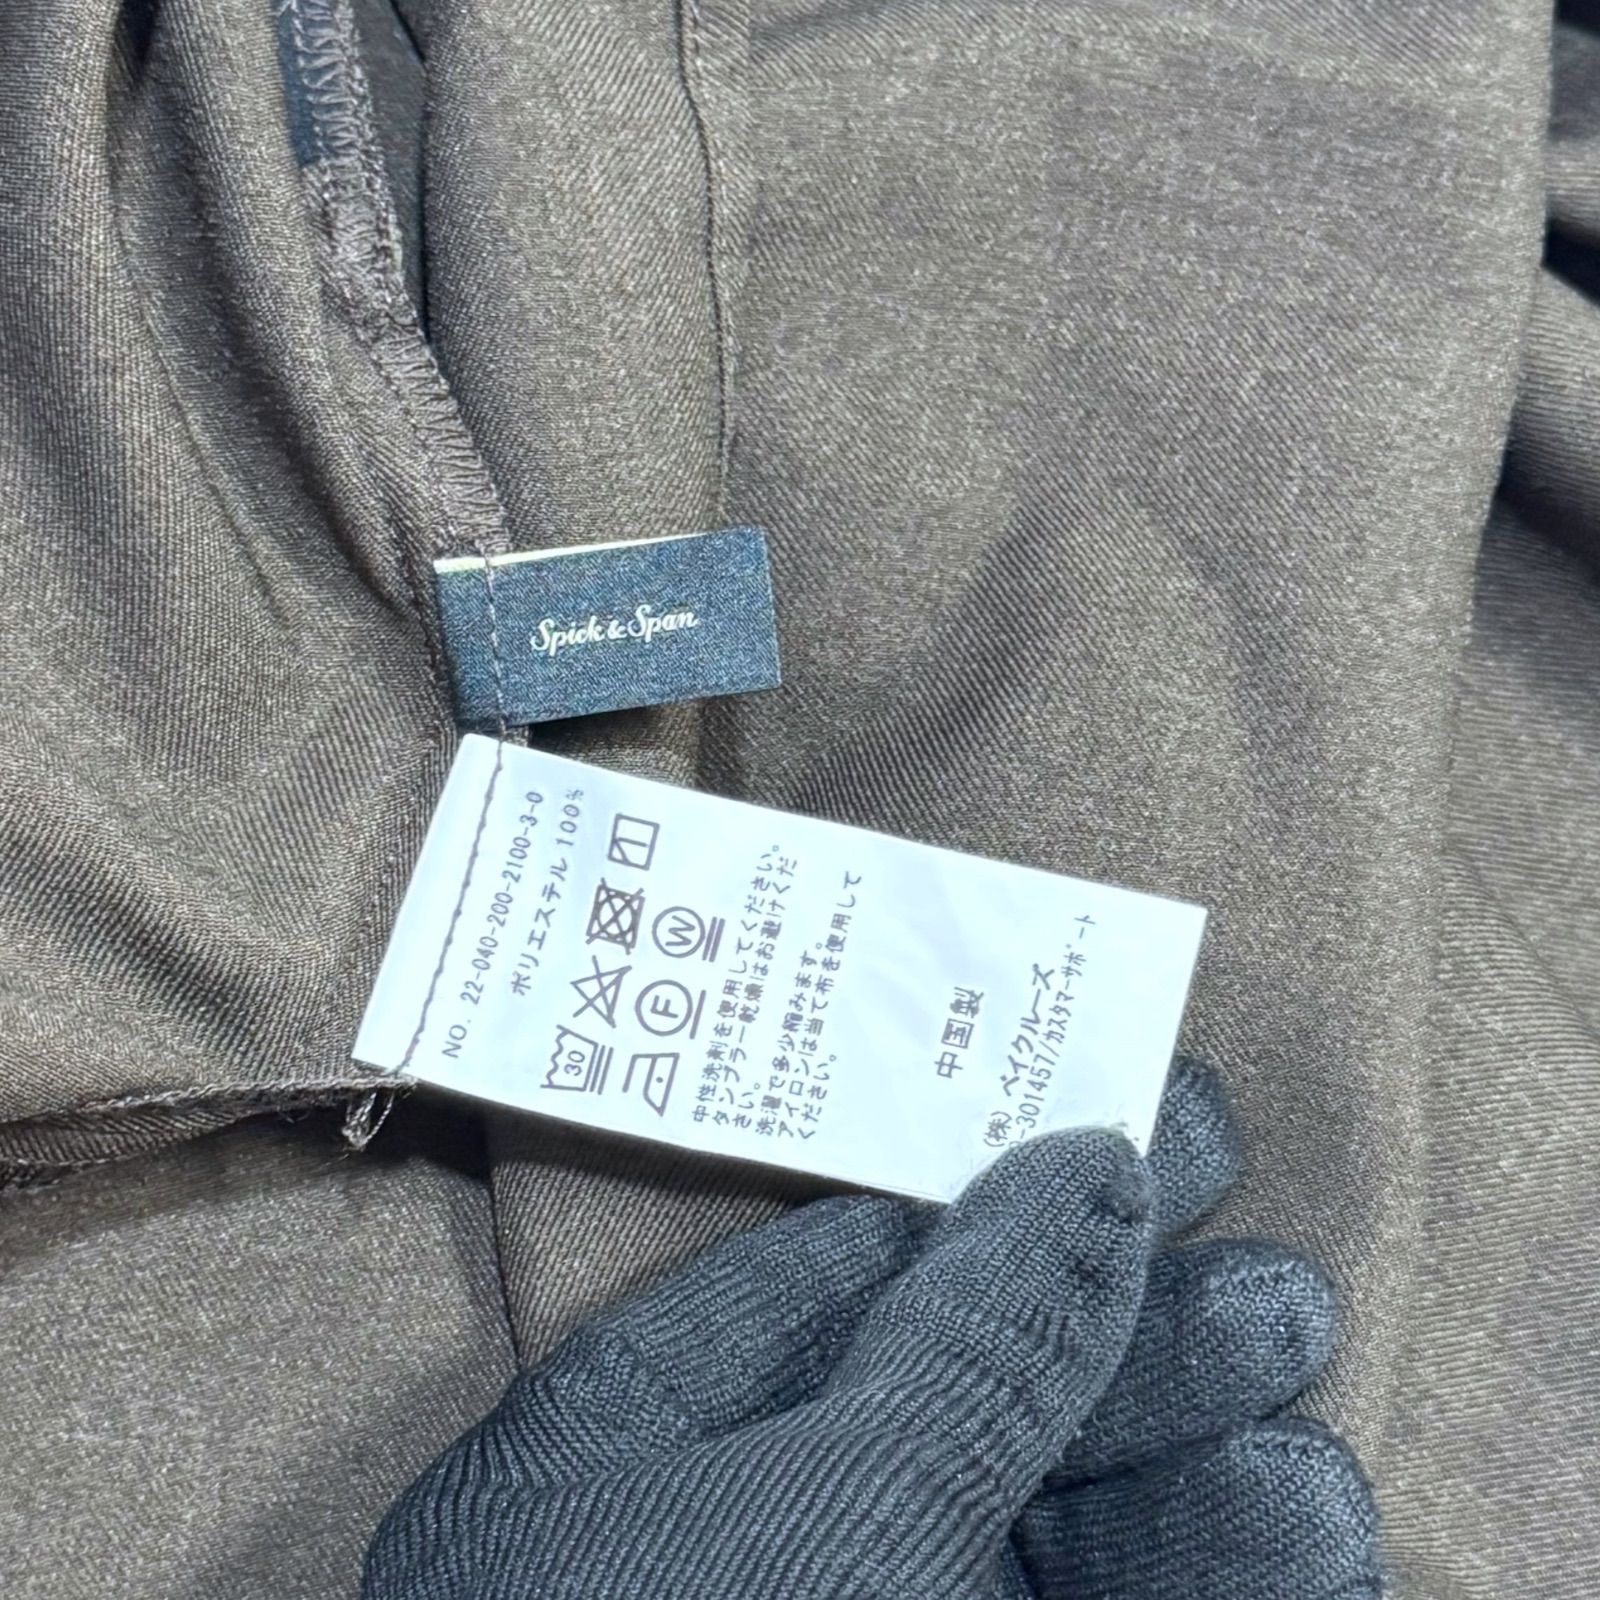 Spick & Span
NO. 22-040-200-2100-3-0
ポリエステル 100%
30
F
W
中性洗剤を使用してください。
タンブラー乾燥はお避けくだ
さい。
洗濯で多少縮みます。
アイロンは当て布を使用して
ください。
中国製
(株) ベイクルーズ
-301457/カスタマーサポート